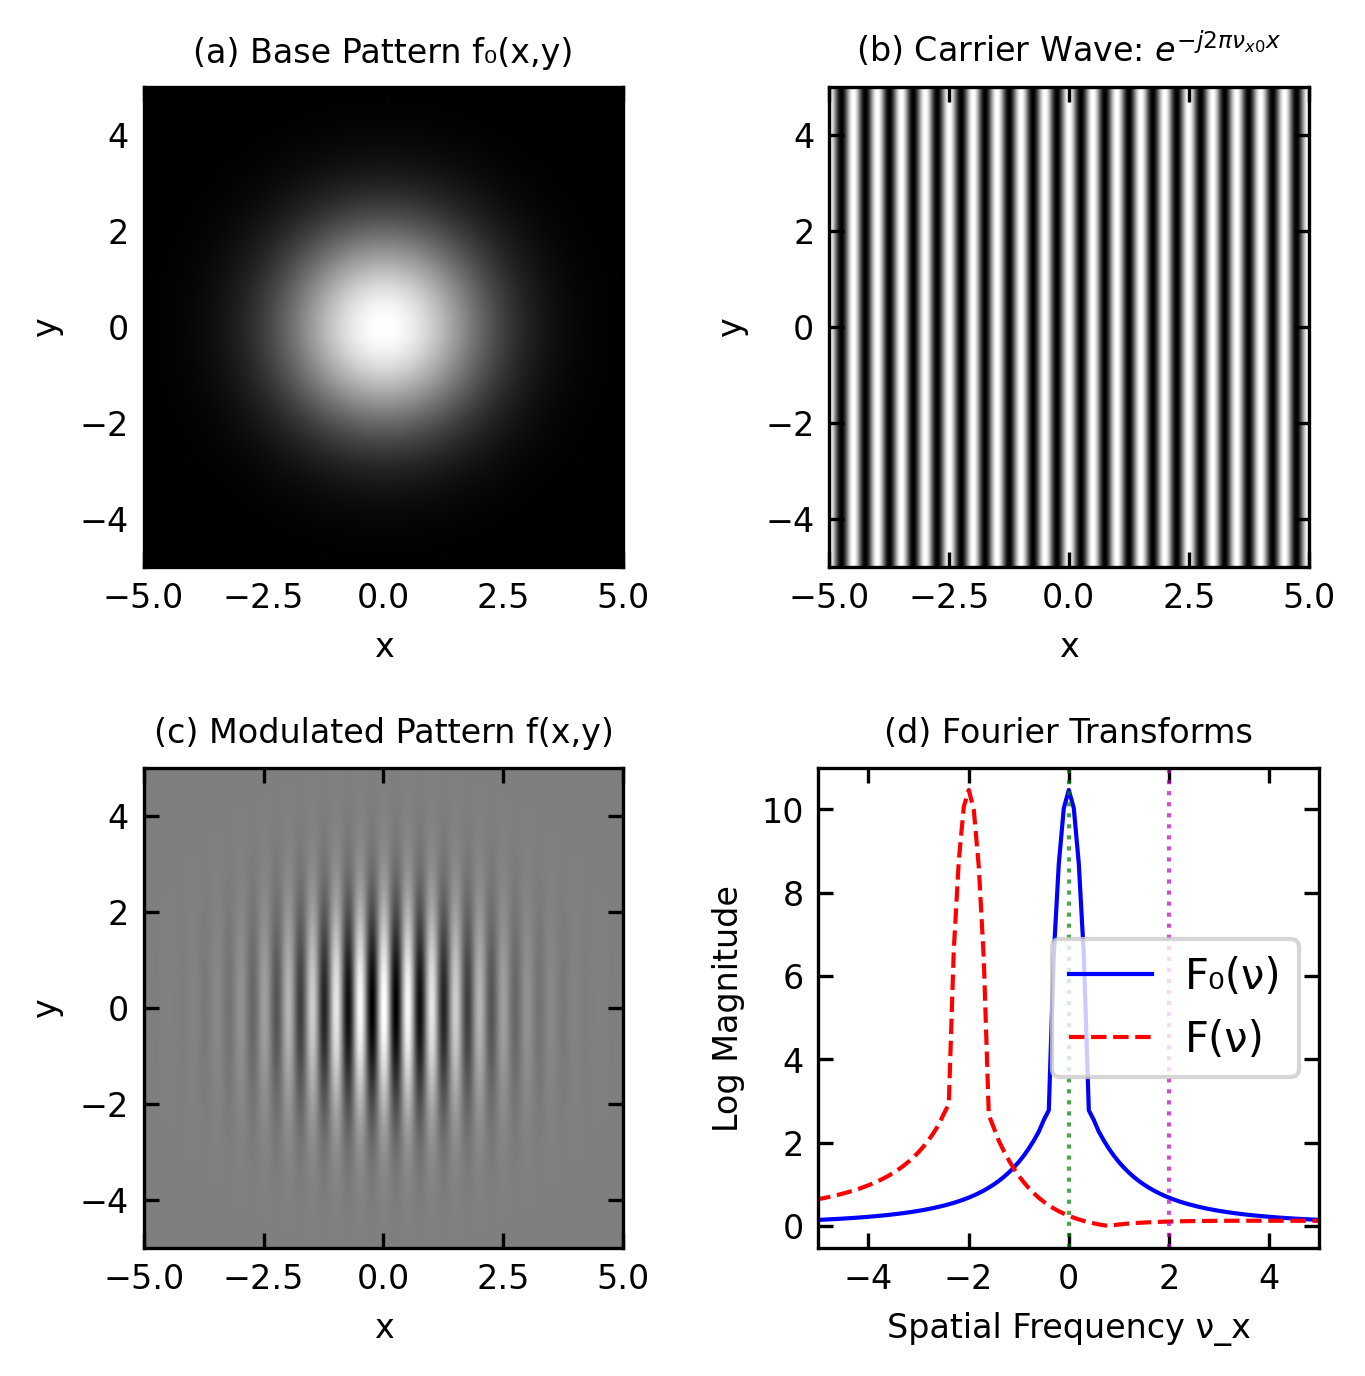 (a) Base Pattern f₀(x,y)
y
4
2
0
−2
−4
−5.0 −2.5 0.0 2.5 5.0
x
(b) Carrier Wave: e^{−j2πν_{x0}x}
y
4
2
0
−2
−4
−5.0 −2.5 0.0 2.5 5.0
x
(c) Modulated Pattern f(x,y)
y
4
2
0
−2
−4
−5.0 −2.5 0.0 2.5 5.0
x
(d) Fourier Transforms
Log Magnitude
10
8
6
4
2
0
F₀(ν)
F(ν)
−4 −2 0 2 4
Spatial Frequency ν_x